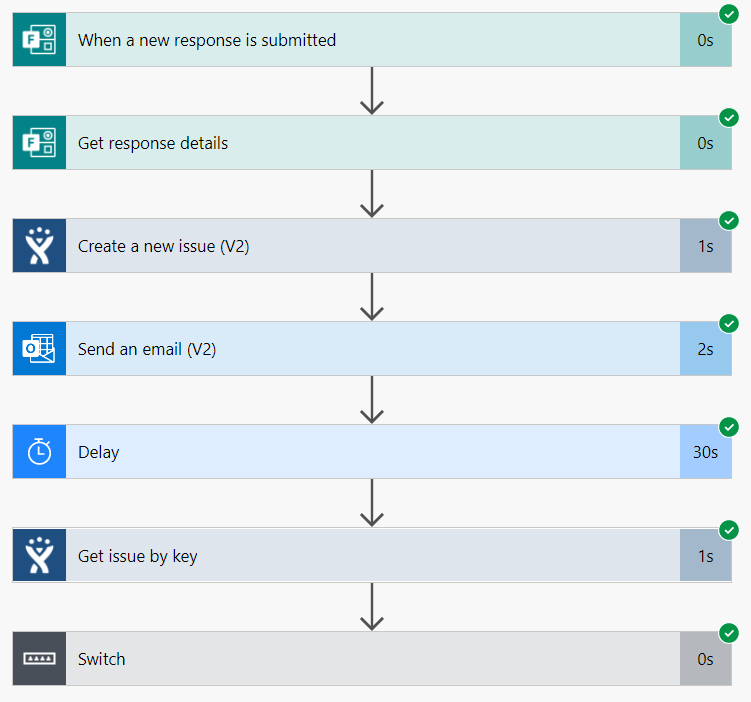 When a new response is submitted 0s
Get response details 0s
Create a new issue (V2) 1s
Send an email (V2) 2s
Delay 30s
Get issue by key 1s
Switch 0s